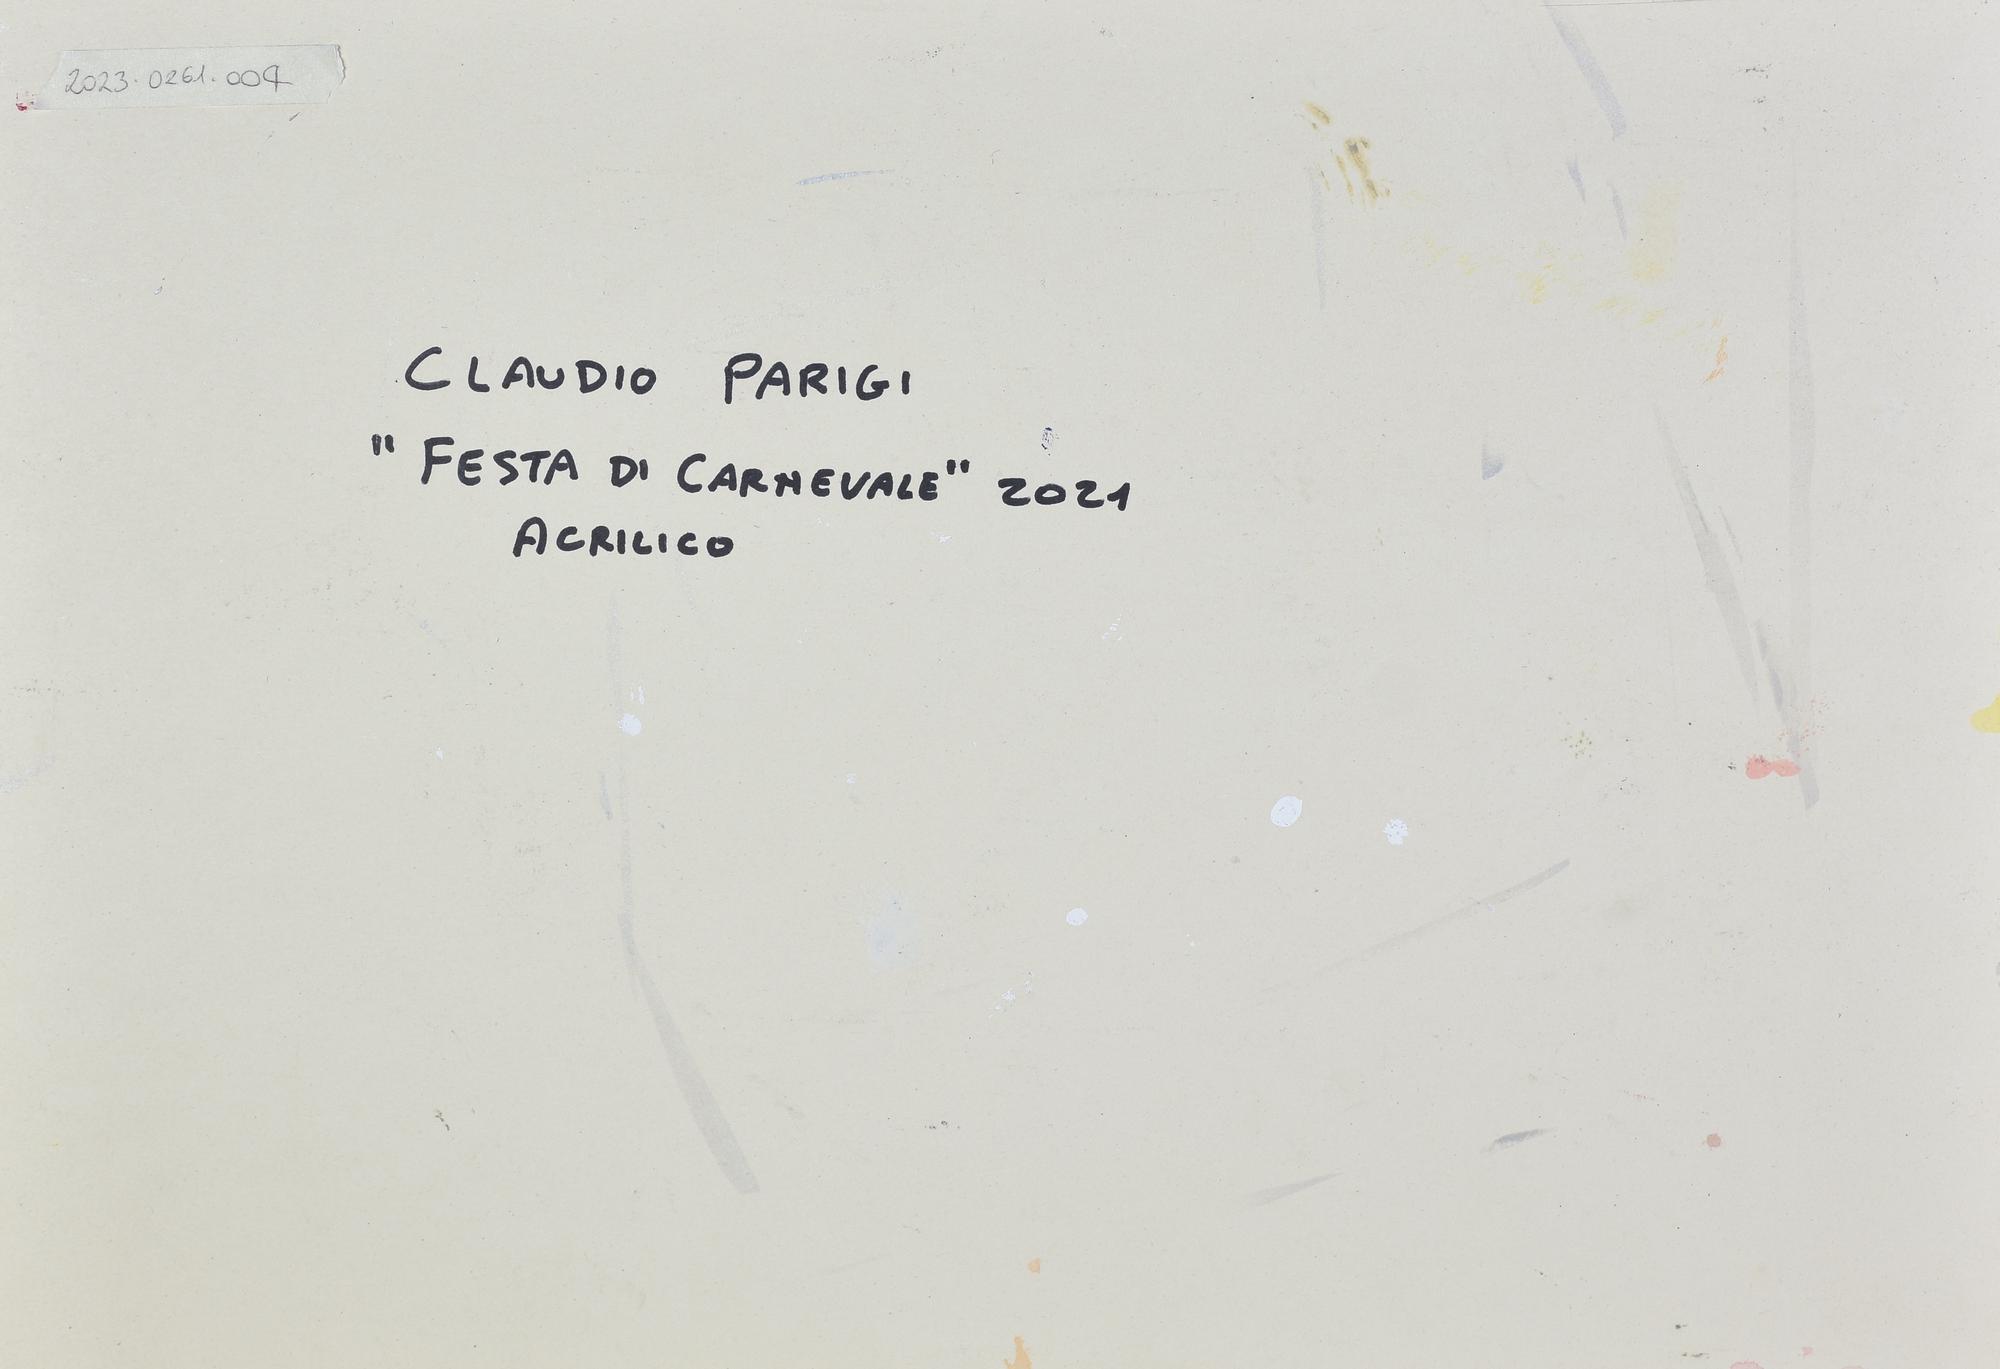 2023.0261.004
CLAUDIO PARIGI
"FESTA DI CARNEVALE" 2021
ACRILICO